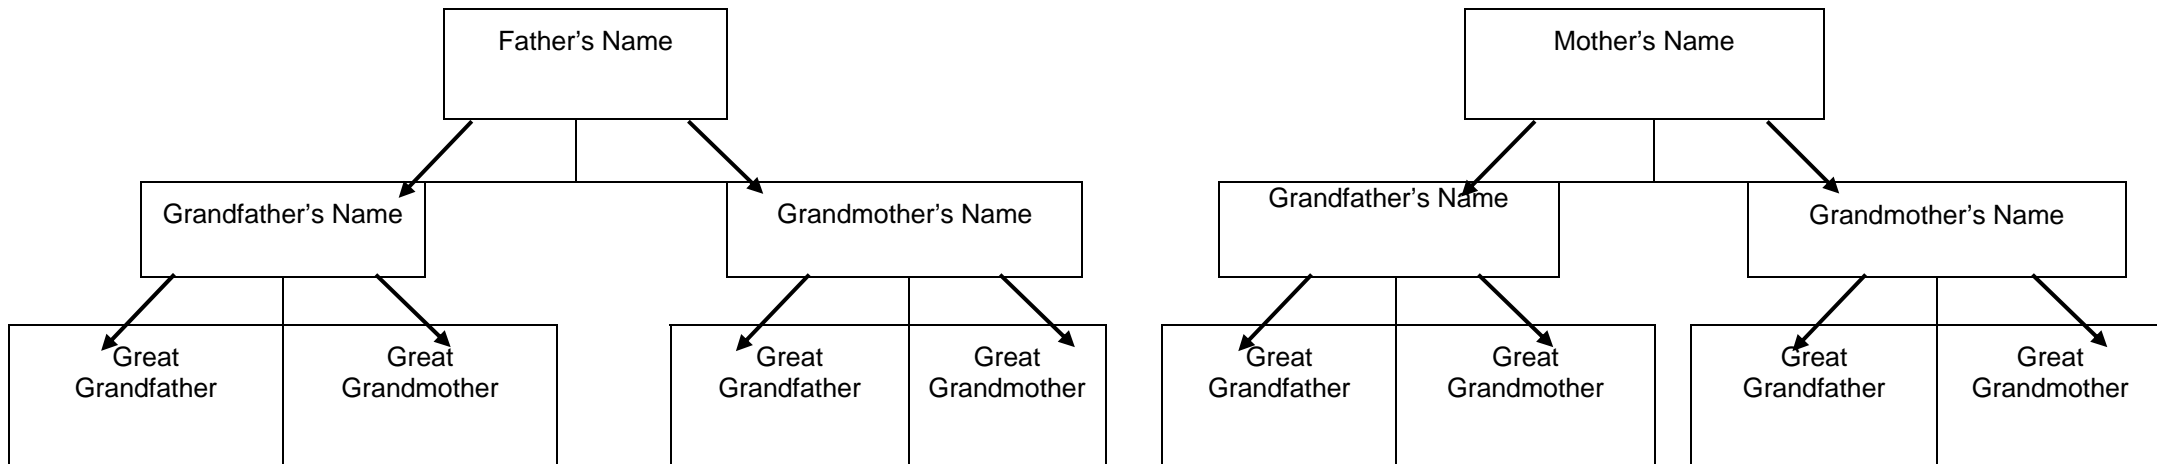 Father’s Name
Mother’s Name
Grandfather’s Name
Grandmother’s Name
Grandfather’s Name
Grandmother’s Name
Great
Grandfather
Great
Grandmother
Great
Grandfather
Great
Grandmother
Great
Grandfather
Great
Grandmother
Great
Grandfather
Great
Grandmother